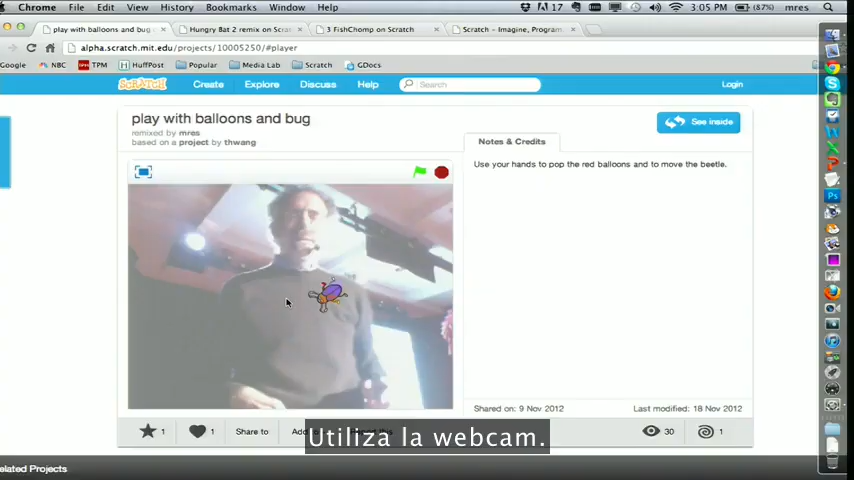 Chrome File Edit View History Bookmarks Window Help 17 3:05 PM (87%) mres
play with balloons and bug Hungry Bat 2 remix on Scra 3 FishChomp on Scratch Scratch – Imagine, Program,
alpha.scratch.mit.edu/projects/10005250/#player
Google NBC TPM HuffPost Popular Media Lab Scratch GDocs
SCRATCH Create Explore Discuss Help Search Login
play with balloons and bug
remixed by mres
based on a project by thwang
See inside
Notes & Credits
Use your hands to pop the red balloons and to move the beetle.
Shared on: 9 Nov 2012 Last modified: 18 Nov 2012
1 1 Share to 30 1
Utiliza la webcam.
elated Projects